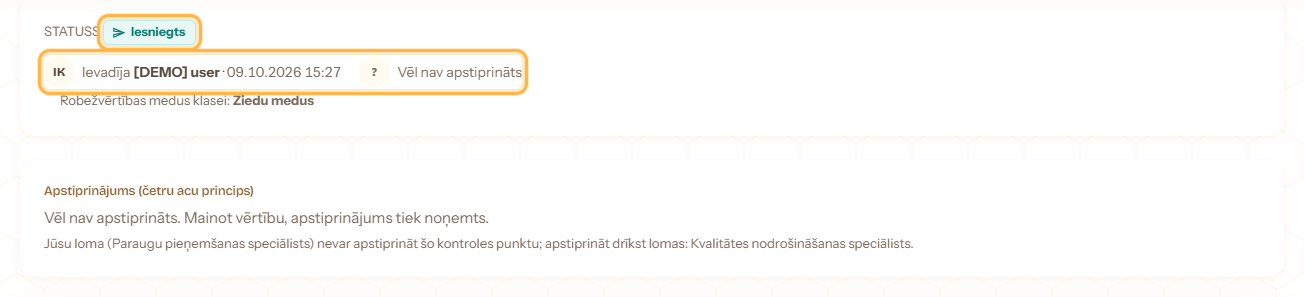 STATUSS Iesniegts
IK Ievadīja [DEMO] user · 09.10.2026 15:27 ? Vēl nav apstiprināts
Robežvērtības medus klasei: Ziedu medus
Apstiprinājums (četru acu princips)
Vēl nav apstiprināts. Mainot vērtību, apstiprinājums tiek noņemts.
Jūsu loma (Paraugu pieņemšanas speciālists) nevar apstiprināt šo kontroles punktu; apstiprināt drīkst lomas: Kvalitātes nodrošināšanas speciālists.